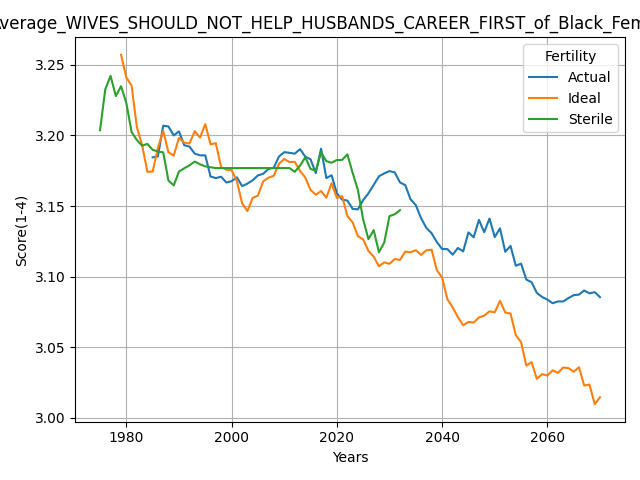 verage_WIVES_SHOULD_NOT_HELP_HUSBANDS_CAREER_FIRST_of_Black_Fem
Fertility
Actual
Ideal
Sterile
Score(1-4)
3.25
3.20
3.15
3.10
3.05
3.00
1980 2000 2020 2040 2060
Years